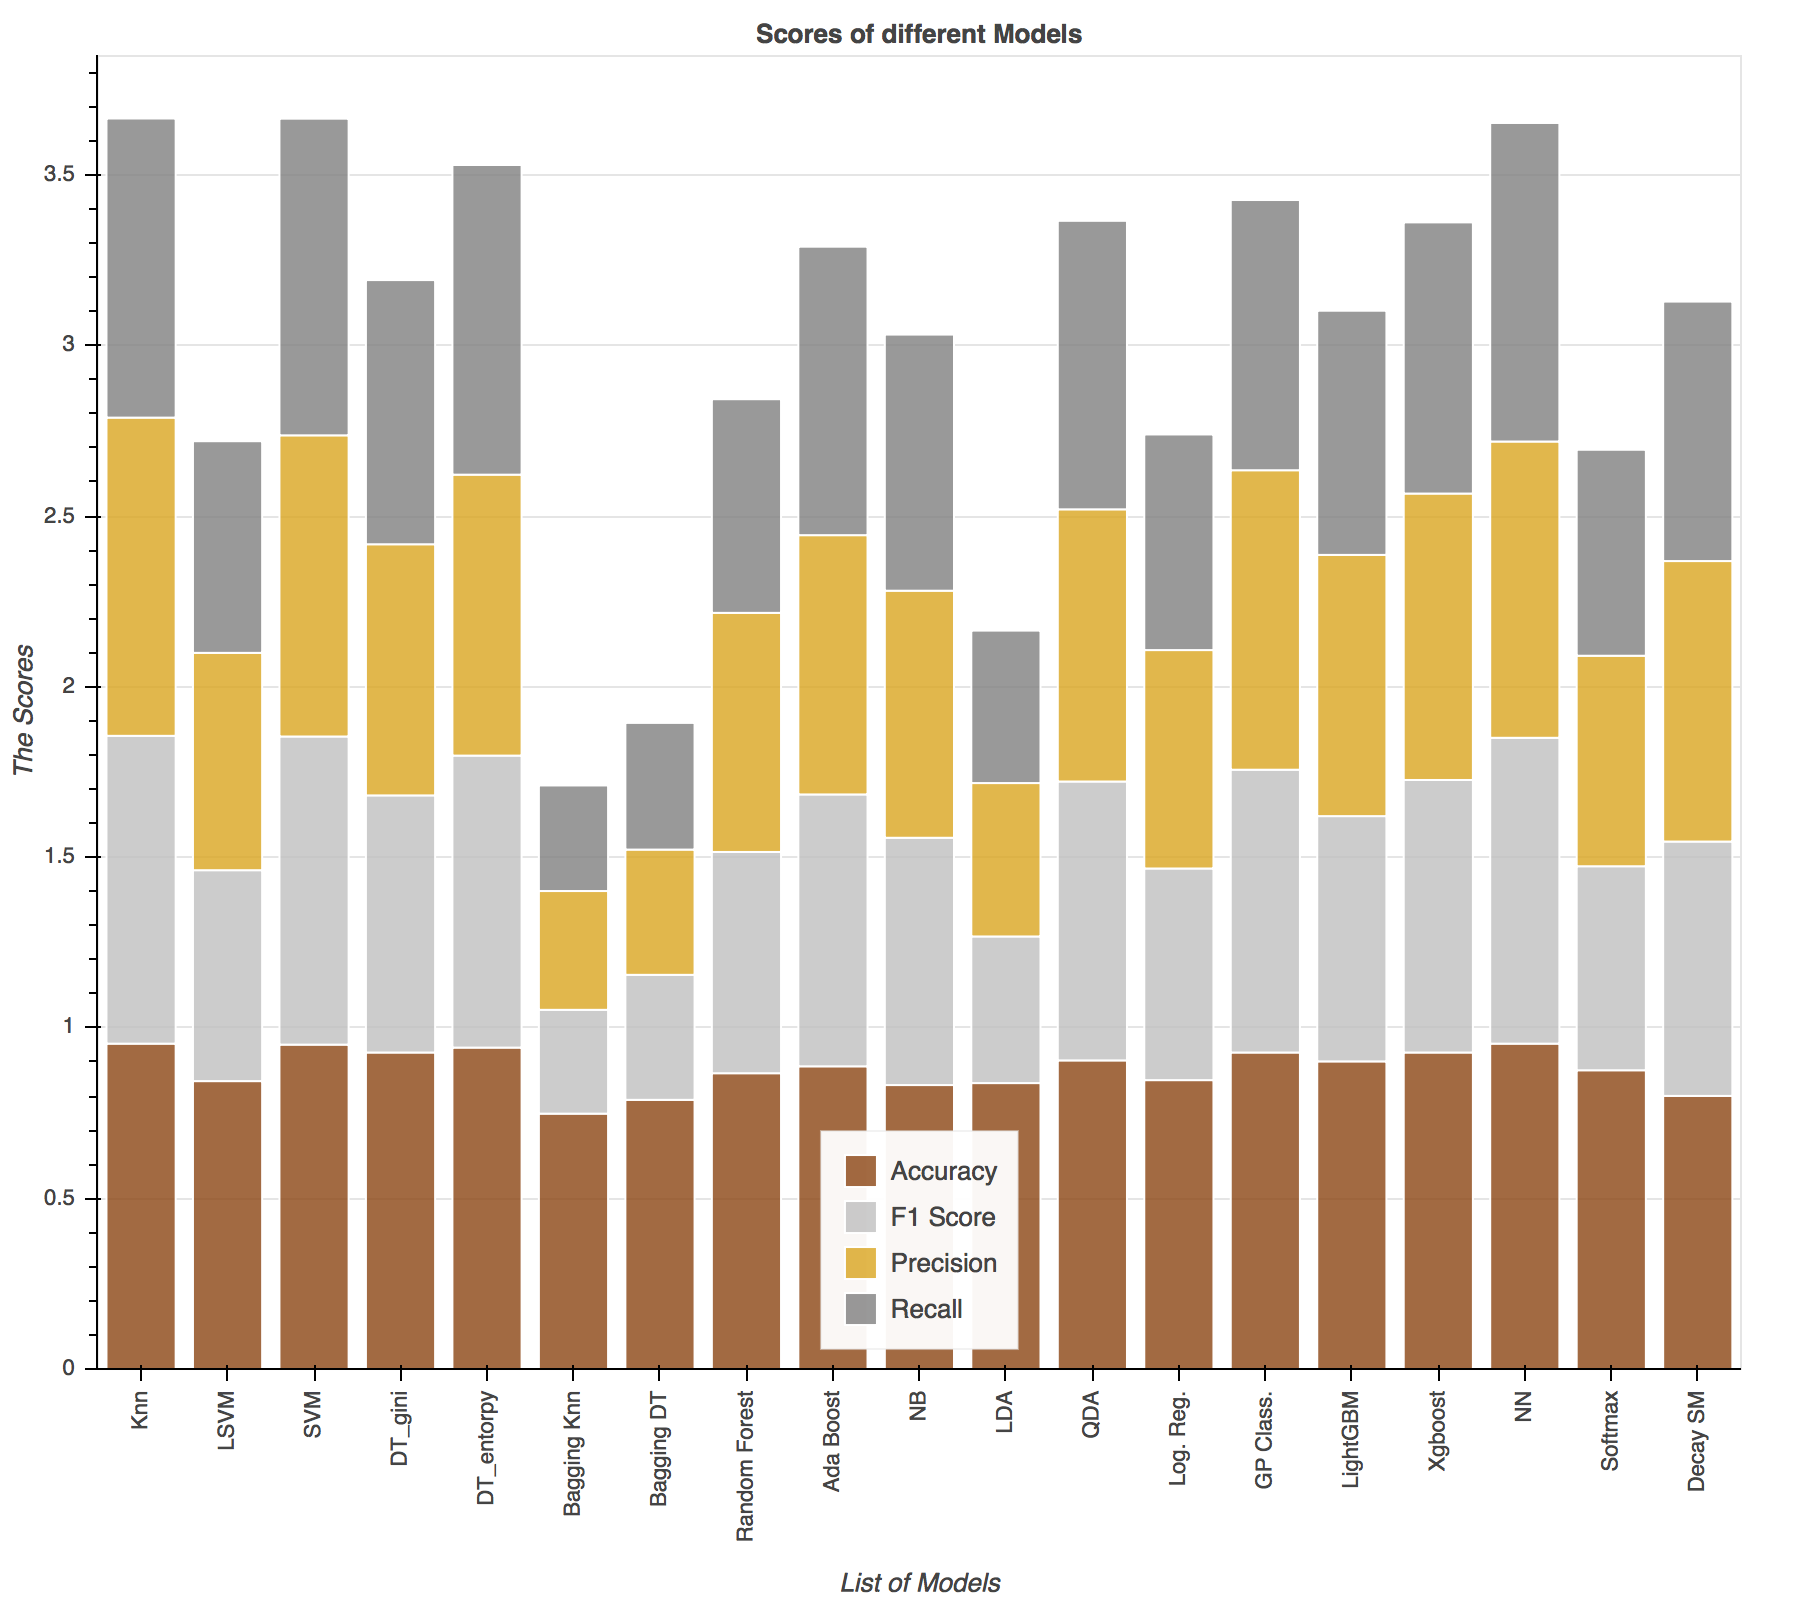 Scores of different Models
The Scores
3.5
3
2.5
2
1.5
1
0.5
0
Accuracy
F1 Score
Precision
Recall
Knn
LSVM
SVM
DT_gini
DT_entorpy
Bagging Knn
Bagging DT
Random Forest
Ada Boost
NB
LDA
QDA
Log. Reg.
GP Class.
LightGBM
Xgboost
NN
Softmax
Decay SM
List of Models